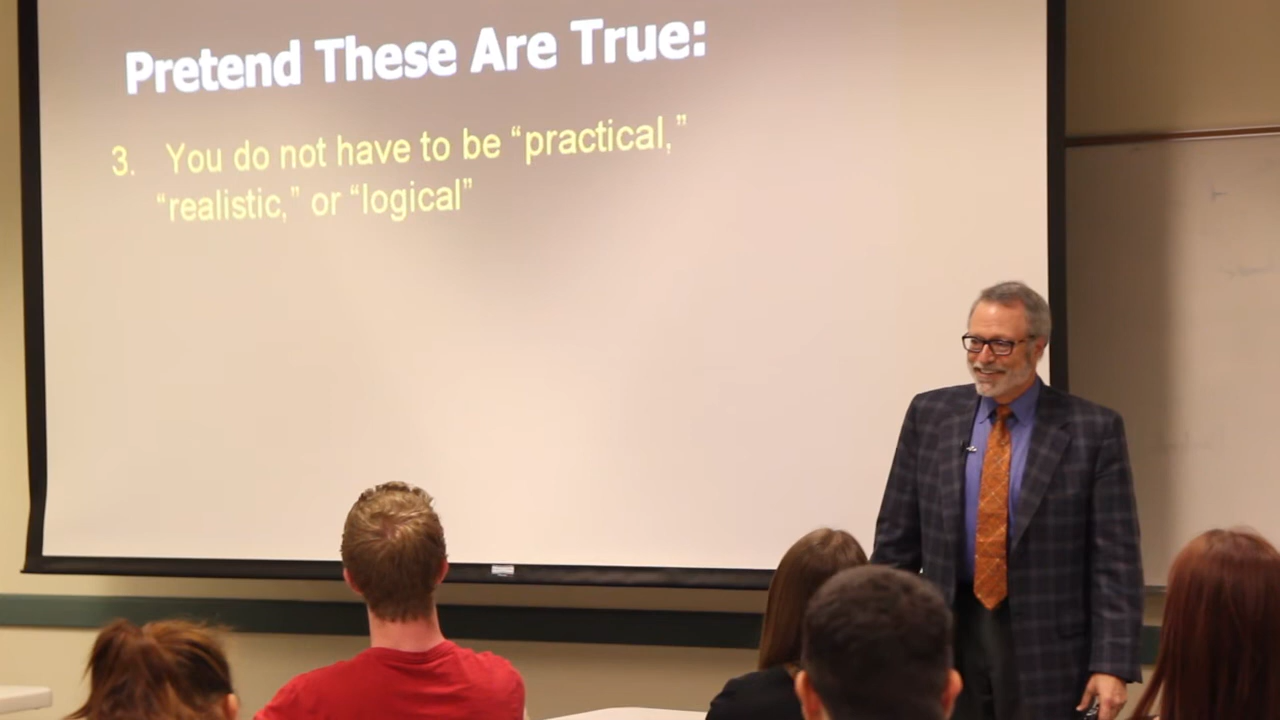 Pretend These Are True:
3. You do not have to be “practical,”
“realistic,” or “logical”